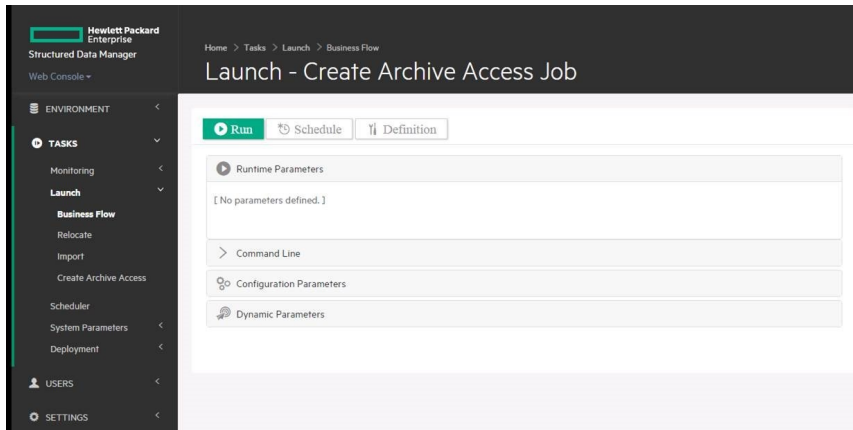 Hewlett Packard
Enterprise
Structured Data Manager
Web Console
ENVIRONMENT
TASKS
Monitoring
Launch
Business Flow
Relocate
Import
Create Archive Access
Scheduler
System Parameters
Deployment
USERS
SETTINGS
Home > Tasks > Launch > Business Flow
Launch - Create Archive Access Job
Run Schedule Definition
Runtime Parameters
[ No parameters defined. ]
Command Line
Configuration Parameters
Dynamic Parameters